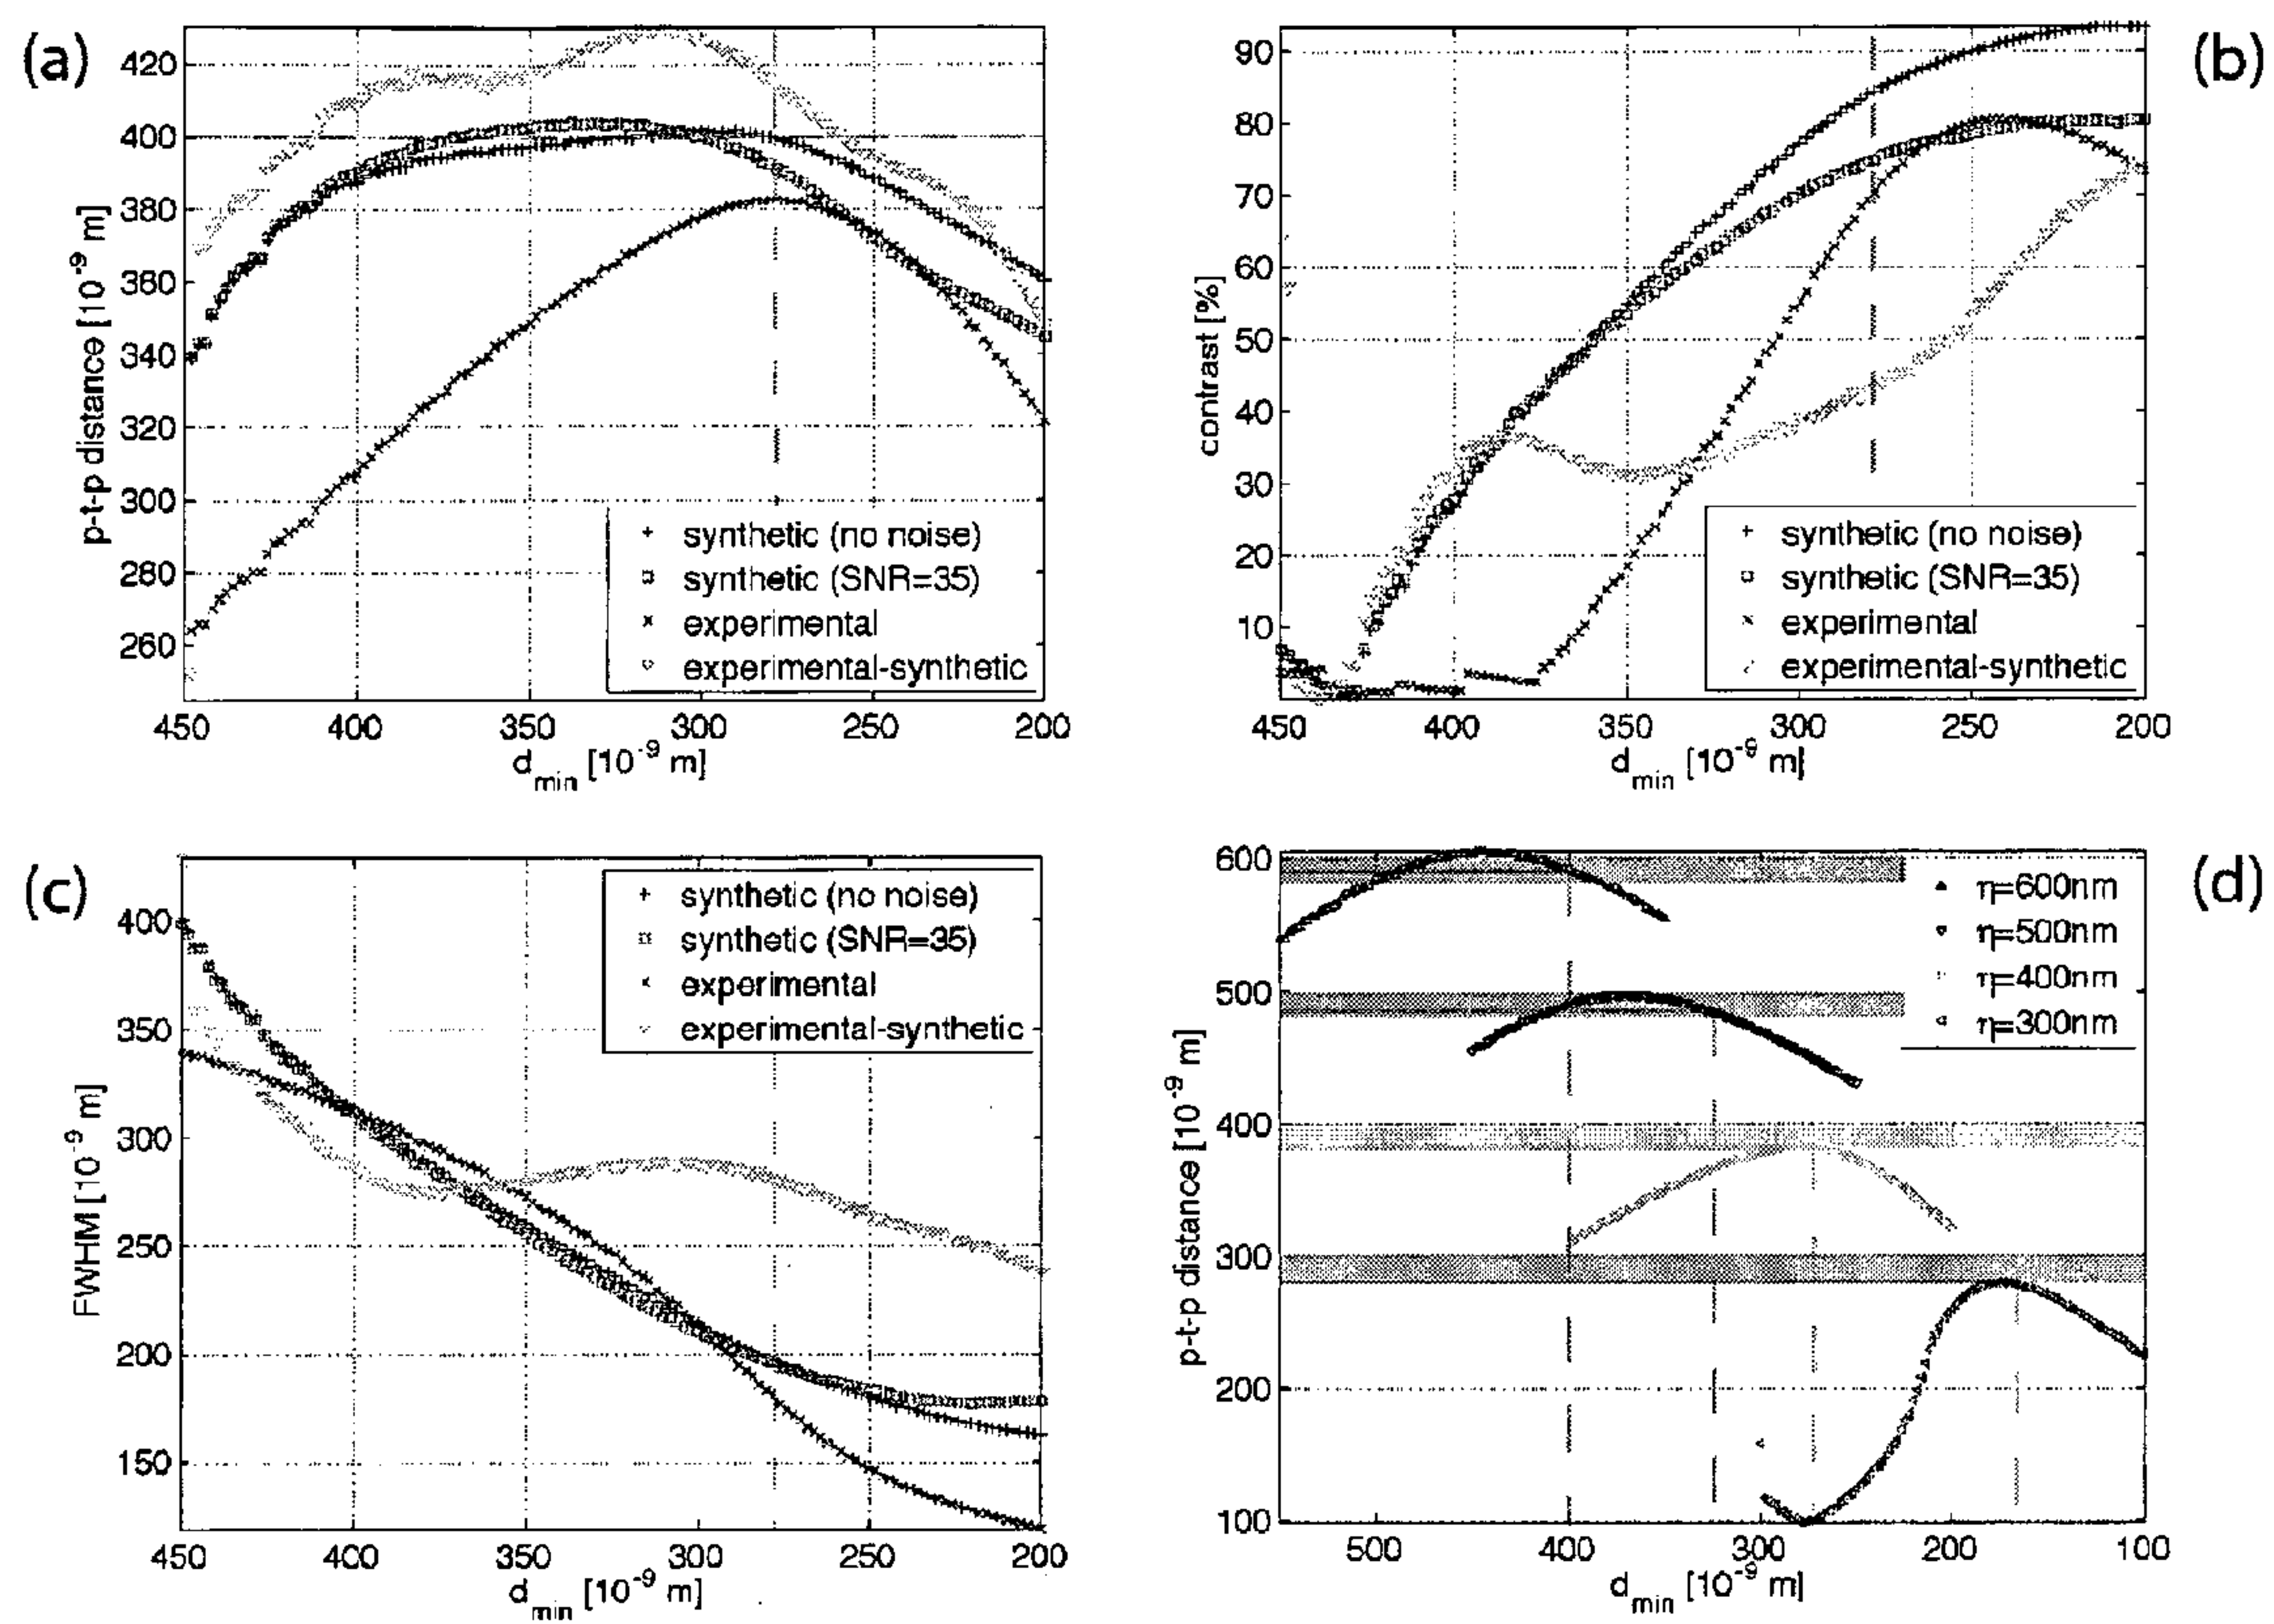 (a)
420
400
380
360
340
320
300
280
260
p-t-p distance [10⁻⁹ m]
synthetic (no noise)
synthetic (SNR=35)
experimental
experimental-synthetic
450 400 350 300 250 200
d_min [10⁻⁹ m]
(b)
90
80
70
60
50
40
30
20
10
contrast [%]
synthetic (no noise)
synthetic (SNR=35)
experimental
experimental-synthetic
450 400 350 300 250 200
d_min [10⁻⁹ m]
(c)
400
350
300
250
200
150
FWHM [10⁻⁹ m]
synthetic (no noise)
synthetic (SNR=35)
experimental
experimental-synthetic
450 400 350 300 250 200
d_min [10⁻⁹ m]
(d)
600
500
400
300
200
100
p-t-p distance [10⁻⁹ m]
η=600nm
η=500nm
η=400nm
η=300nm
500 400 300 200 100
d_min [10⁻⁹ m]